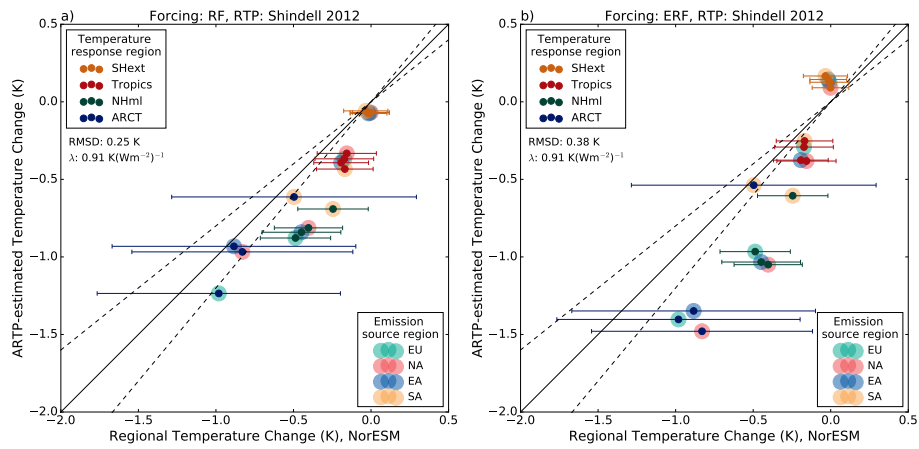 a)
Forcing: RF, RTP: Shindell 2012
Temperature
response region
SHext
Tropics
NHml
ARCT
RMSD: 0.25 K
λ: 0.91 K(Wm−2)−1
Emission
source region
EU
NA
EA
SA
0.5
0.0
−0.5
−1.0
−1.5
−2.0
−2.0
−1.5
−1.0
−0.5
0.0
0.5
ARTP-estimated Temperature Change (K)
Regional Temperature Change (K), NorESM
b)
Forcing: ERF, RTP: Shindell 2012
Temperature
response region
SHext
Tropics
NHml
ARCT
RMSD: 0.38 K
λ: 0.91 K(Wm−2)−1
Emission
source region
EU
NA
EA
SA
0.5
0.0
−0.5
−1.0
−1.5
−2.0
−2.0
−1.5
−1.0
−0.5
0.0
0.5
ARTP-estimated Temperature Change (K)
Regional Temperature Change (K), NorESM